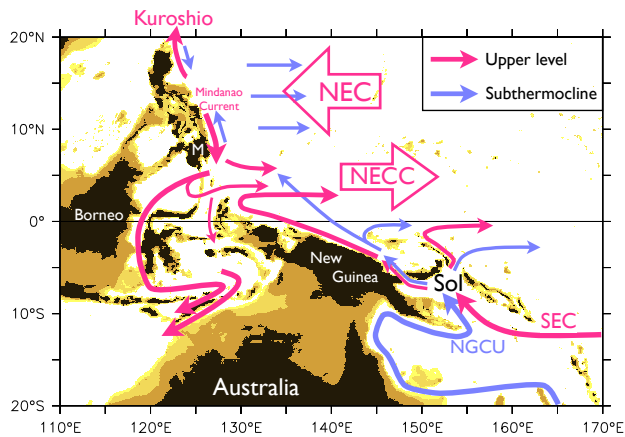 Kuroshio
20°N
Upper level
Subthermocline
Mindanao
Current
NEC
10°N
M
NECC
Borneo
0°
New
Guinea
Sol
SEC
NGCU
10°S
Australia
20°S
110°E
120°E
130°E
140°E
150°E
160°E
170°E